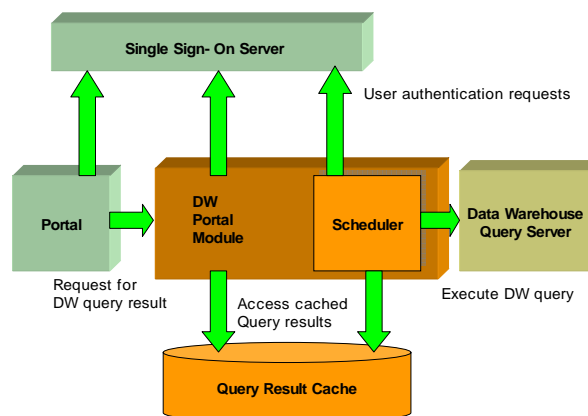 Single Sign- On Server
User authentication requests
Portal
DW
Portal
Module
Scheduler
Data Warehouse
Query Server
Request for
DW query result
Access cached
Query results
Execute DW query
Query Result Cache